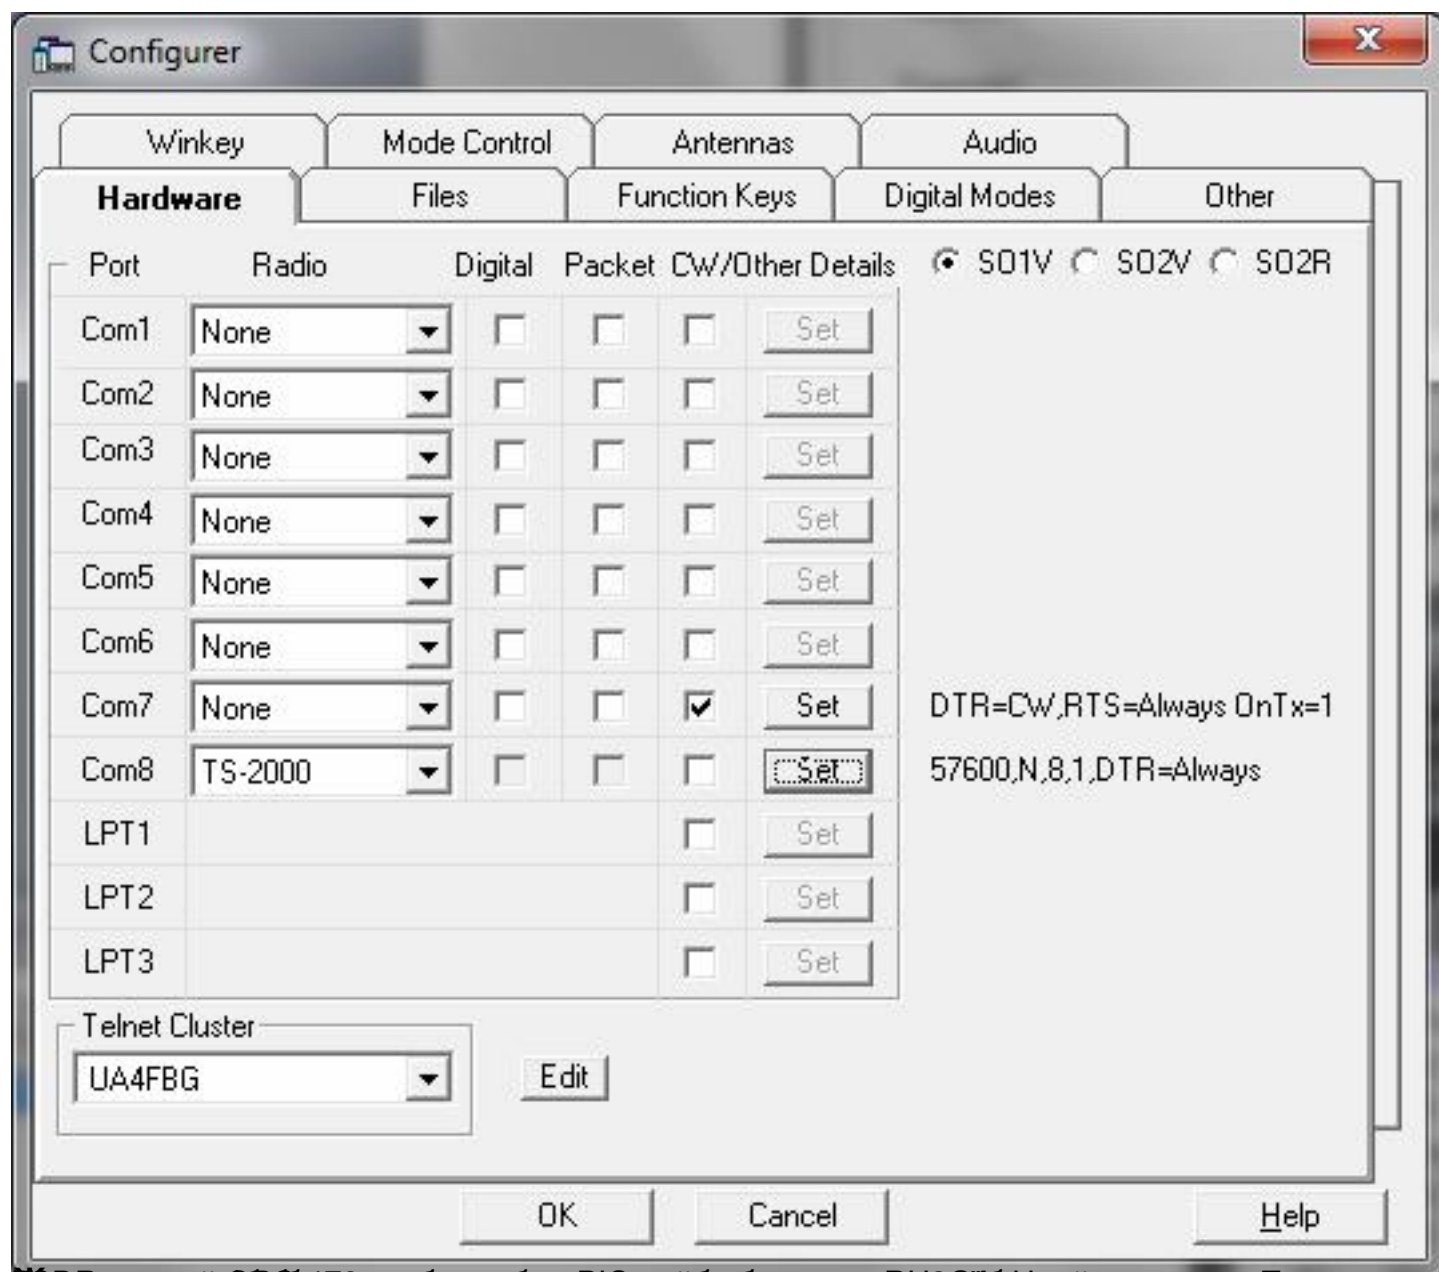 Configurer
Winkey Mode Control Antennas Audio
Hardware Files Function Keys Digital Modes Other
Port Radio Digital Packet CW/Other Details SO1V SO2V SO2R
Com1 None Set
Com2 None Set
Com3 None Set
Com4 None Set
Com5 None Set
Com6 None Set
Com7 None Set DTR=CW,RTS=Always OnTx=1
Com8 TS-2000 Set 57600,N,8,1,DTR=Always
LPT1 Set
LPT2 Set
LPT3 Set
Telnet Cluster
UA4FBG Edit
OK Cancel Help